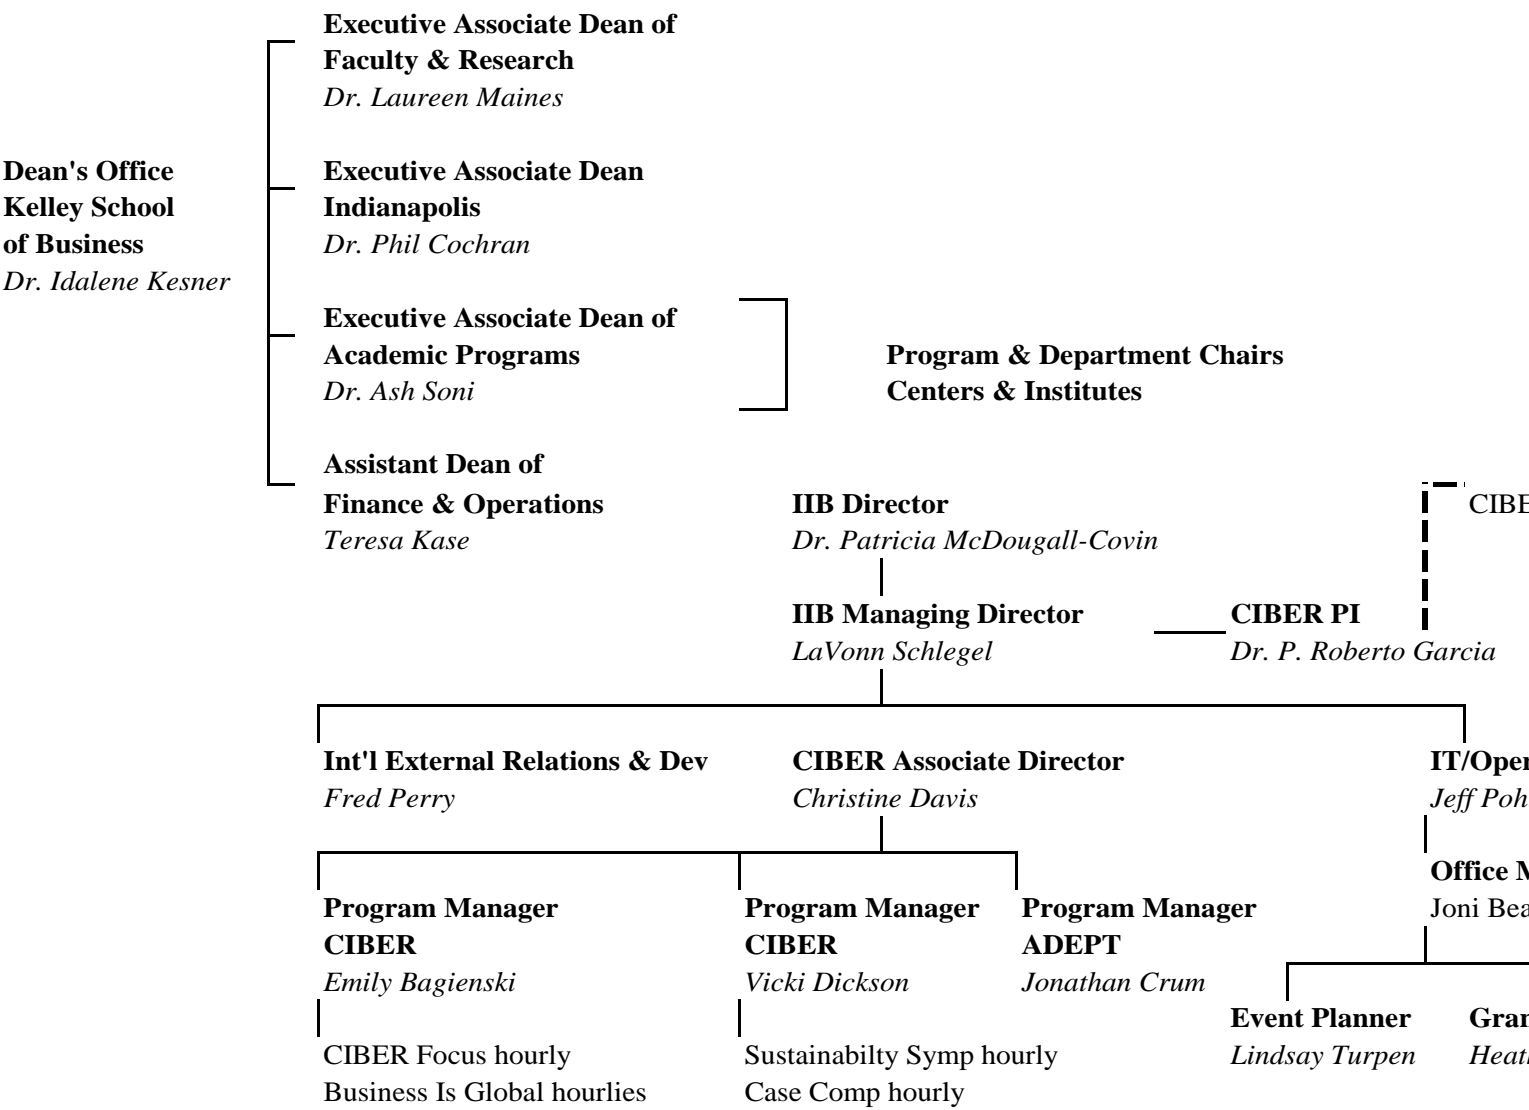 Executive Associate Dean of
Faculty & Research
Dr. Laureen Maines
Dean's Office
Kelley School
of Business
Dr. Idalene Kesner
Executive Associate Dean
Indianapolis
Dr. Phil Cochran
Executive Associate Dean of
Academic Programs
Dr. Ash Soni
Program & Department Chairs
Centers & Institutes
Assistant Dean of
Finance & Operations
Teresa Kase
IIB Director
Dr. Patricia McDougall-Covin
IIB Managing Director
LaVonn Schlegel
CIBER PI
Dr. P. Roberto Garcia
Int'l External Relations & Dev
Fred Perry
CIBER Associate Director
Christine Davis
Jeff
Office
Joni
Program Manager
CIBER
Emily Bagienski
Program Manager
CIBER
Vicki Dickson
Program Manager
ADEPT
Jonathan Crum
Event Planner
Lindsay Turpen
CIBER Focus hourly
Business Is Global hourlies
Sustainabilty Symp hourly
Case Comp hourly